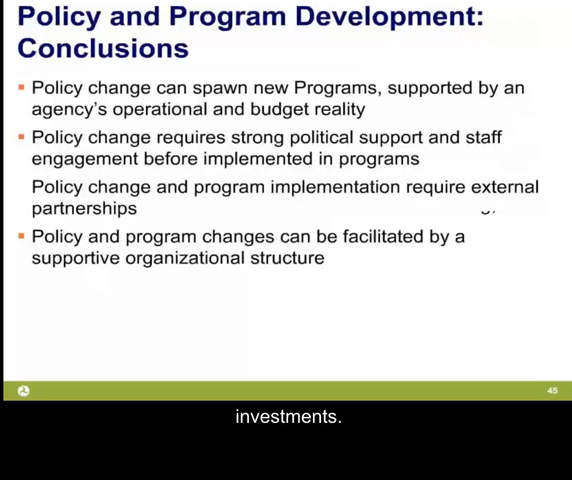 Policy and Program Development:
Conclusions
Policy change can spawn new Programs, supported by an
agency's operational and budget reality
Policy change requires strong political support and staff
engagement before implemented in programs
Policy change and program implementation require external
partnerships
Policy and program changes can be facilitated by a
supportive organizational structure
45
investments.